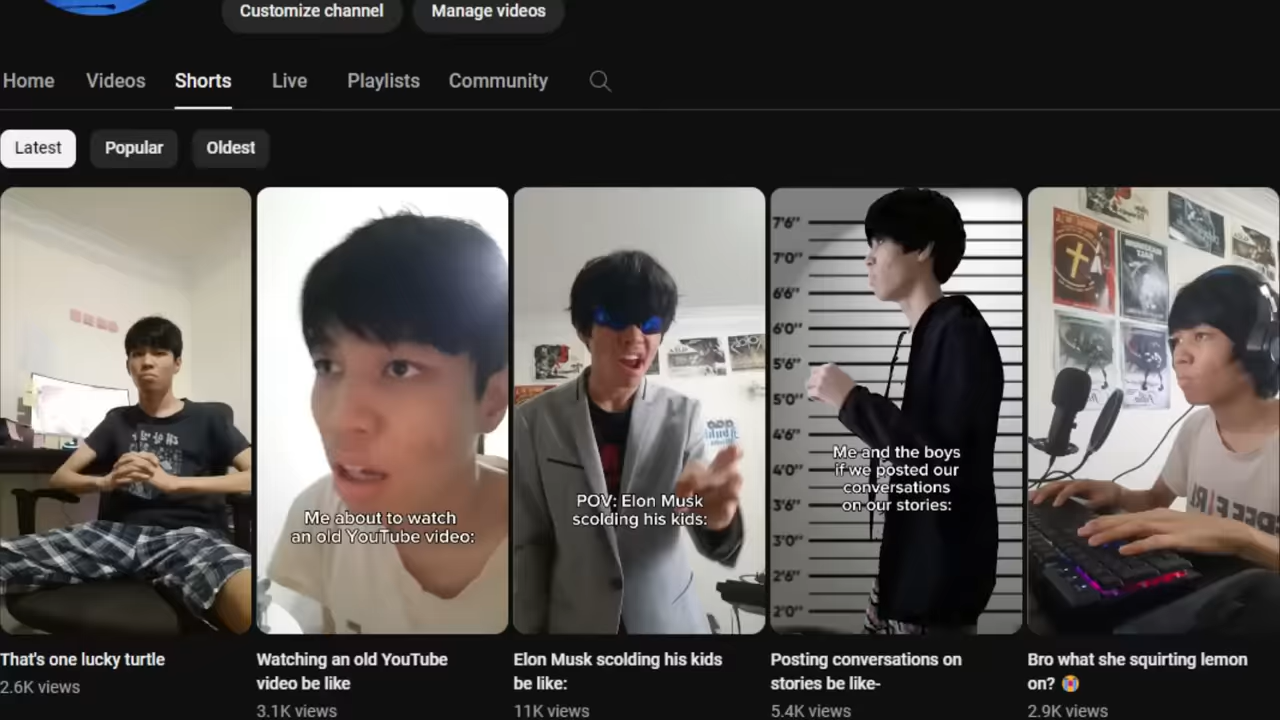 Customize channel
Manage videos
Home
Videos
Shorts
Live
Playlists
Community
Latest
Popular
Oldest
Me about to watch
an old YouTube video:
POV: Elon Musk
scolding his kids:
7'6"
7'0"
6'6"
6'0"
5'6"
5'0"
4'6"
4'0"
3'6"
3'0"
2'6"
2'0"
Me and the boys
if we posted our
conversations
on our stories:
That's one lucky turtle
2.6K views
Watching an old YouTube
video be like
3.1K views
Elon Musk scolding his kids
be like:
11K views
Posting conversations on
stories be like-
5.4K views
Bro what she squirting lemon
on? 😭
2.9K views